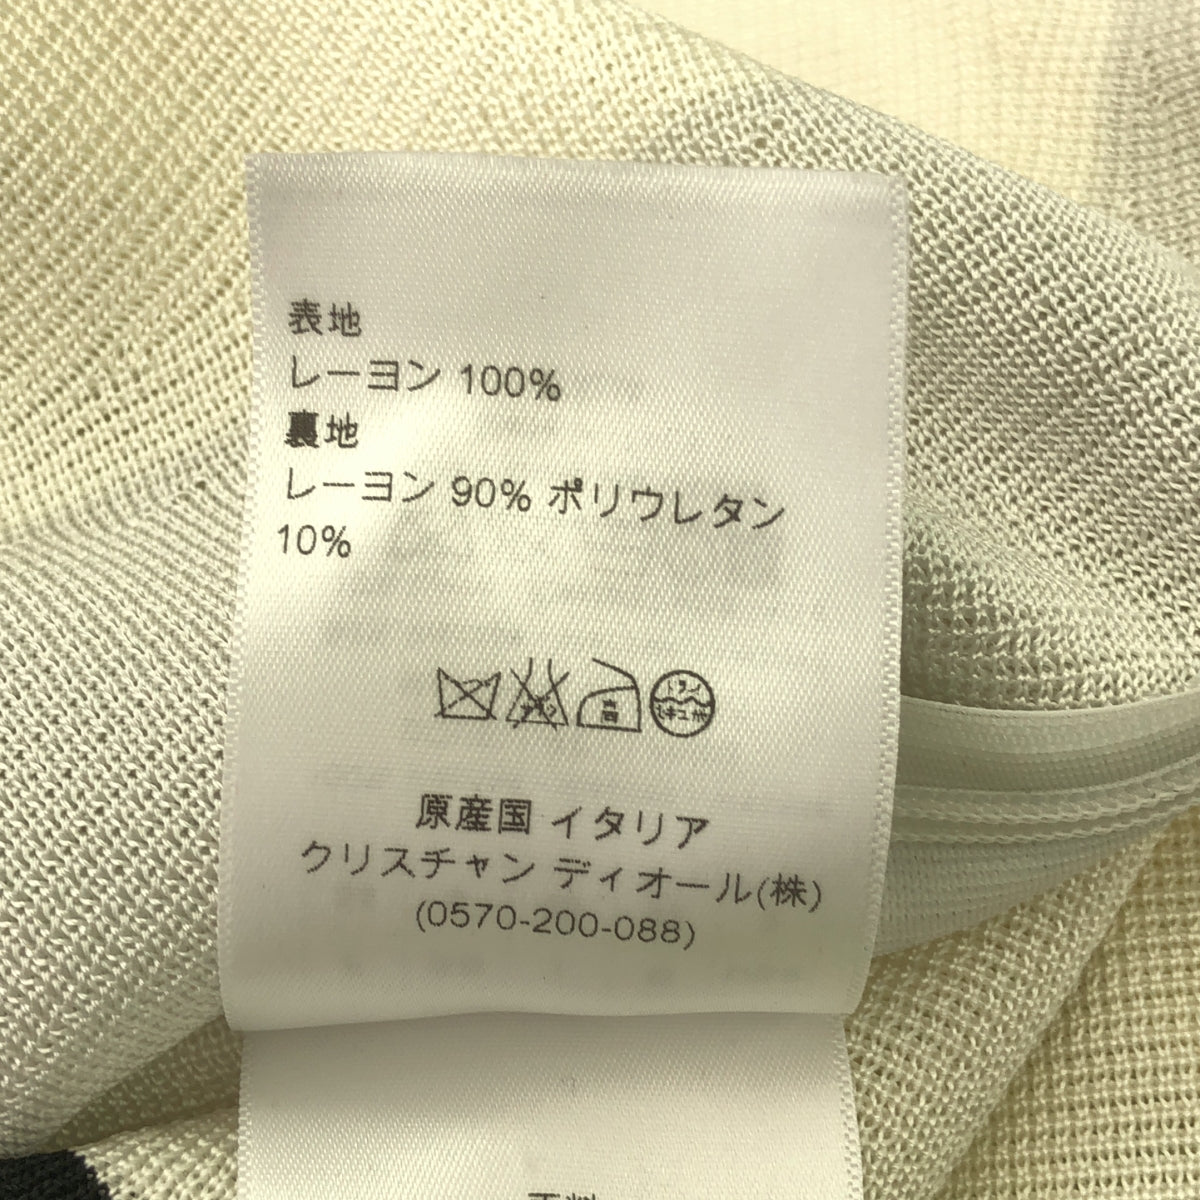 表地
レーヨン 100%
裏地
レーヨン 90% ポリウレタン
10%
高
原産国 イタリア
クリスチャン ディオール(株)
(0570-200-088)